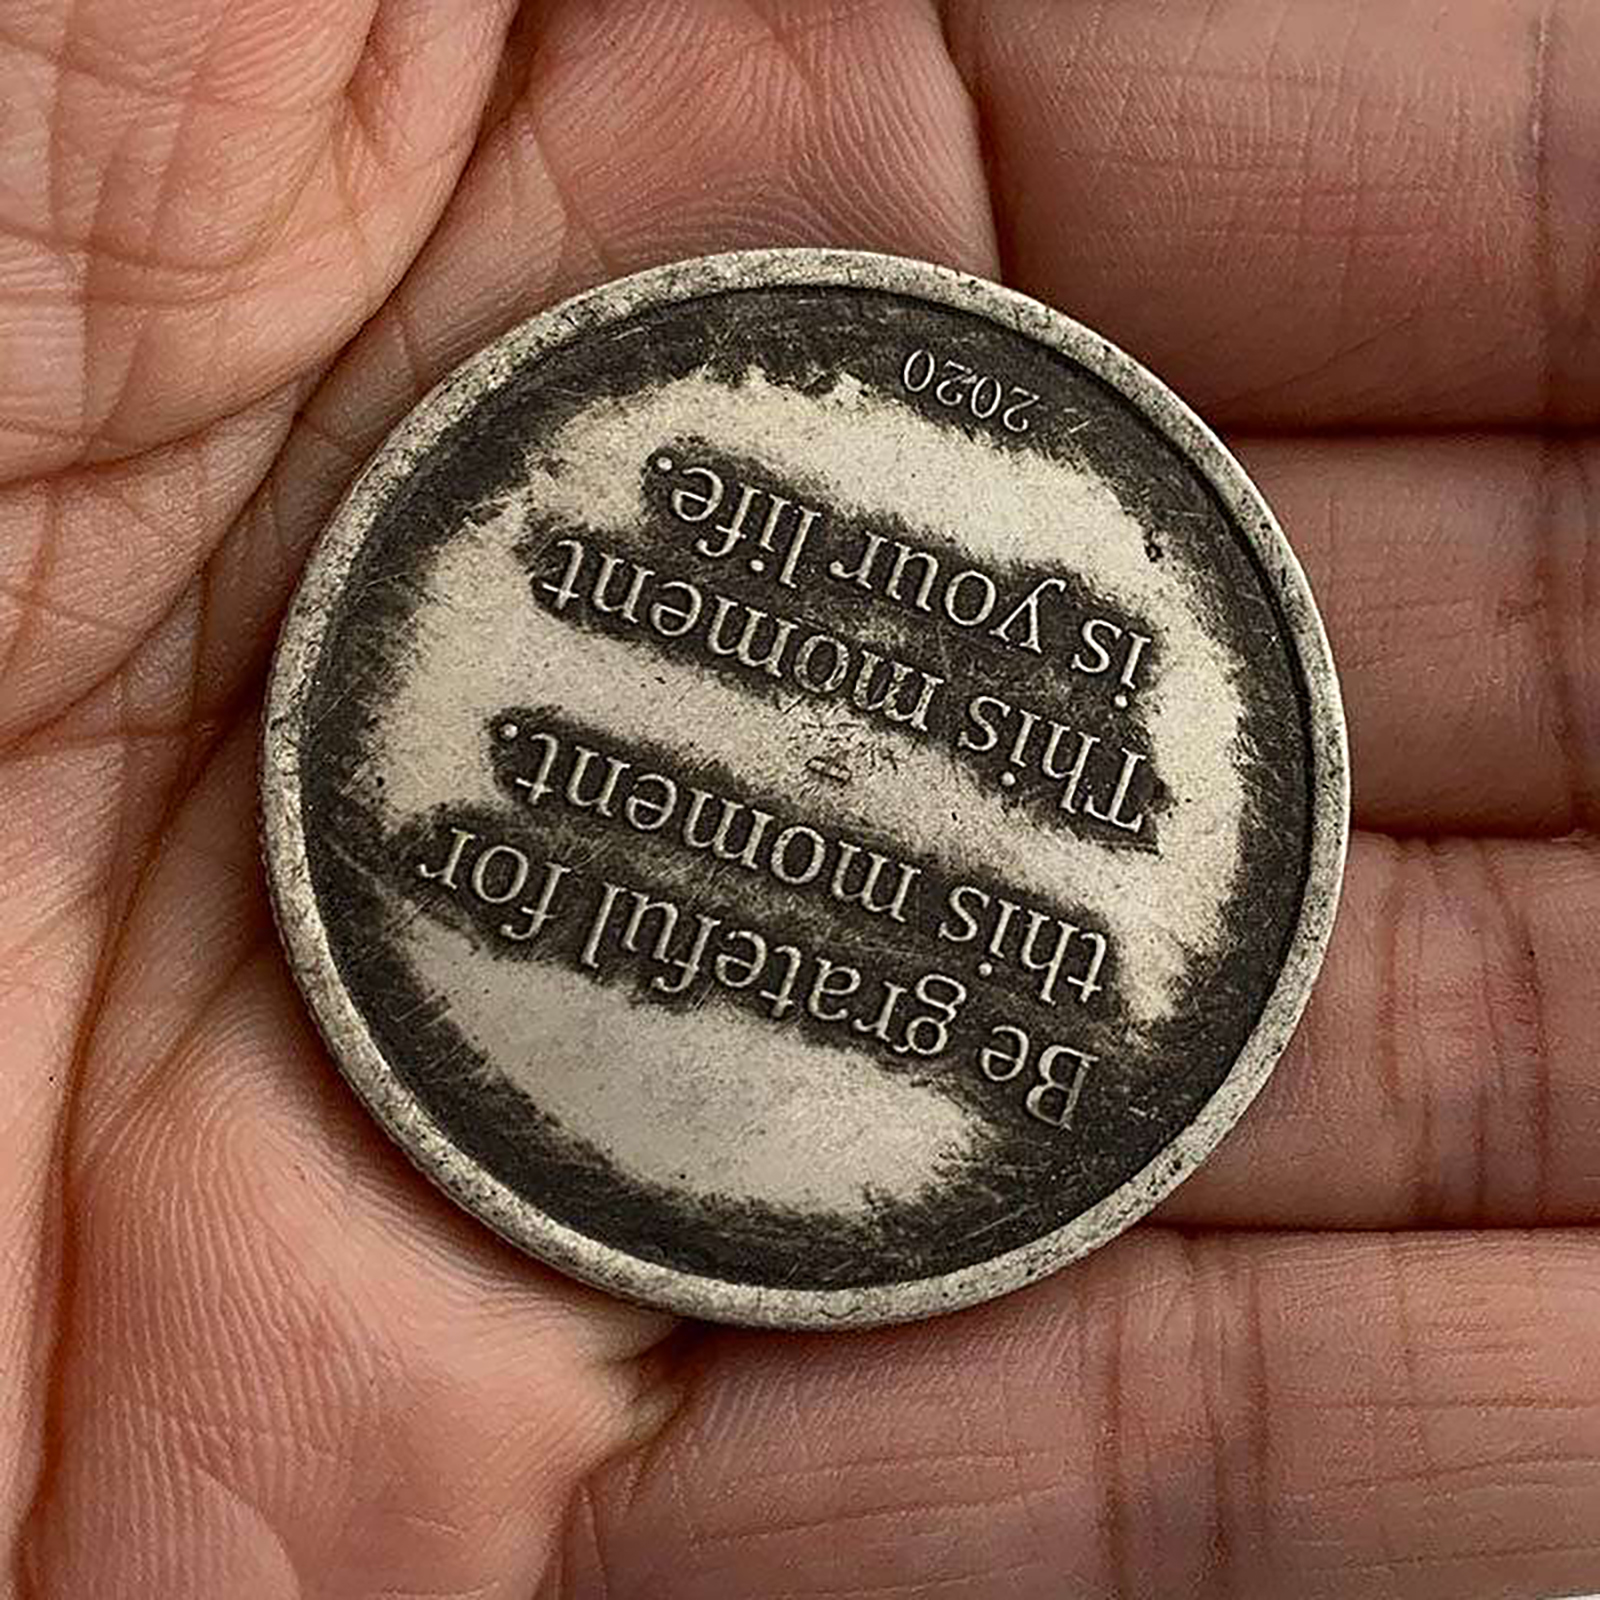 Be grateful for
this moment.
This moment
is your life.
2020